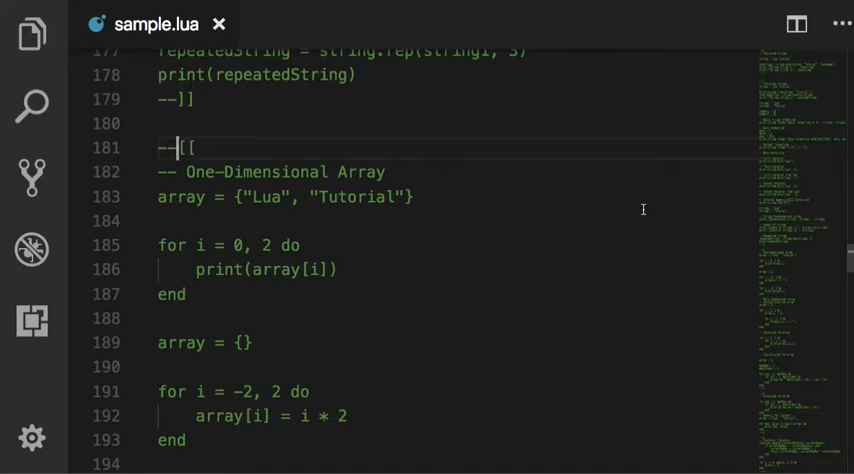 sample.lua
177 repeatedString = string.rep(string1, 3)
178 print(repeatedString)
179 --]]
180
181 --[[
182 -- One-Dimensional Array
183 array = {"Lua", "Tutorial"}
184
185 for i = 0, 2 do
186 print(array[i])
187 end
188
189 array = {}
190
191 for i = -2, 2 do
192 array[i] = i * 2
193 end
194